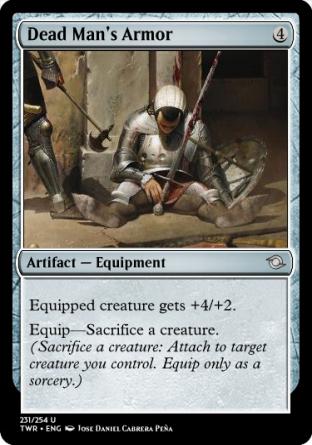 Dead Man's Armor 4
Artifact — Equipment
Equipped creature gets +4/+2.
Equip—Sacrifice a creature.
(Sacrifice a creature: Attach to target
creature you control. Equip only as a
sorcery.)
231/254 U
TWR • ENG Jose Daniel Cabrera Peña